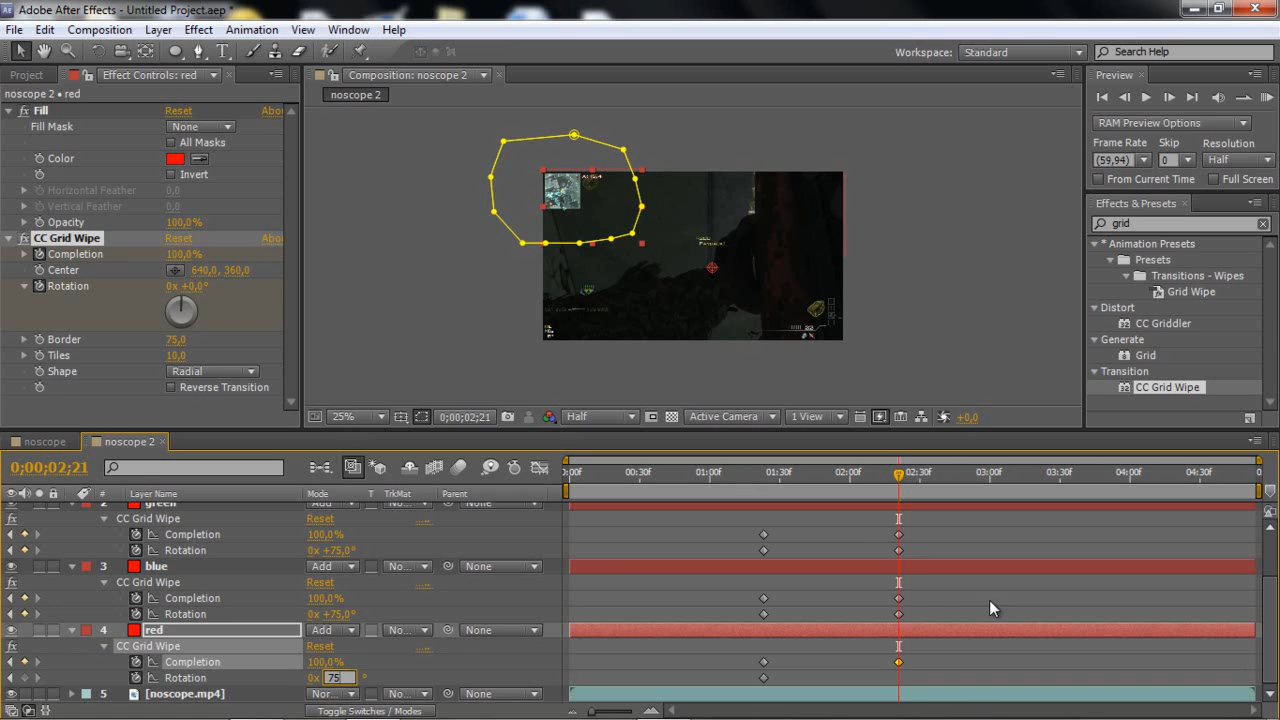 Adobe After Effects - Untitled Project.aep *
File Edit Composition Layer Effect Animation View Window Help
Workspace: Standard
Search Help
Project
Effect Controls: red
Composition: noscope 2
Preview
noscope 2 • red
noscope 2
Fill Reset Abo
Fill Mask None
All Masks
Color
Invert
Horizontal Feather 0,0
Vertical Feather 0,0
Opacity 100,0%
CC Grid Wipe Reset Abo
Completion 100,0%
Center 640,0, 360,0
Rotation 0x +0,0°
Border 75,0
Tiles 10,0
Shape Radial
Reverse Transition
25% 0;00;02;21 Half Active Camera 1 View +0,0
RAM Preview Options
Frame Rate Skip Resolution
(59,94) 0 Half
From Current Time Full Screen
Effects & Presets
grid
* Animation Presets
Presets
Transitions - Wipes
Grid Wipe
Distort
CC Griddler
Generate
Grid
Transition
CC Grid Wipe
noscope
noscope 2
0;00;02;21
:00f 00:30f 01:00f 01:30f 02:00f 02:30f 03:00f 03:30f 04:00f 04:30f
# Layer Name Mode T TrkMat Parent
2 green Add No... None
CC Grid Wipe Reset
Completion 100,0%
Rotation 0x +75,0°
3 blue Add No... None
CC Grid Wipe Reset
Completion 100,0%
Rotation 0x +75,0°
4 red Add No... None
CC Grid Wipe Reset
Completion 100,0%
Rotation 0x 75 °
5 [noscope.mp4] Nor... No... None
Toggle Switches / Modes